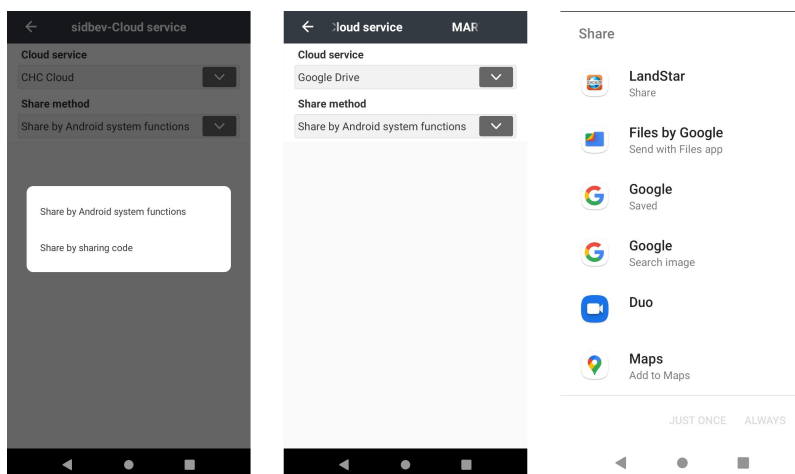 sidbev-Cloud service
Cloud service
CHC Cloud
Share method
Share by Android system functions
Share by Android system functions
Share by sharing code
Cloud service MAR
Cloud service
Google Drive
Share method
Share by Android system functions
Share
LandStar
Share
Files by Google
Send with Files app
Google
Saved
Google
Search image
Duo
Maps
Add to Maps
JUST ONCE ALWAYS